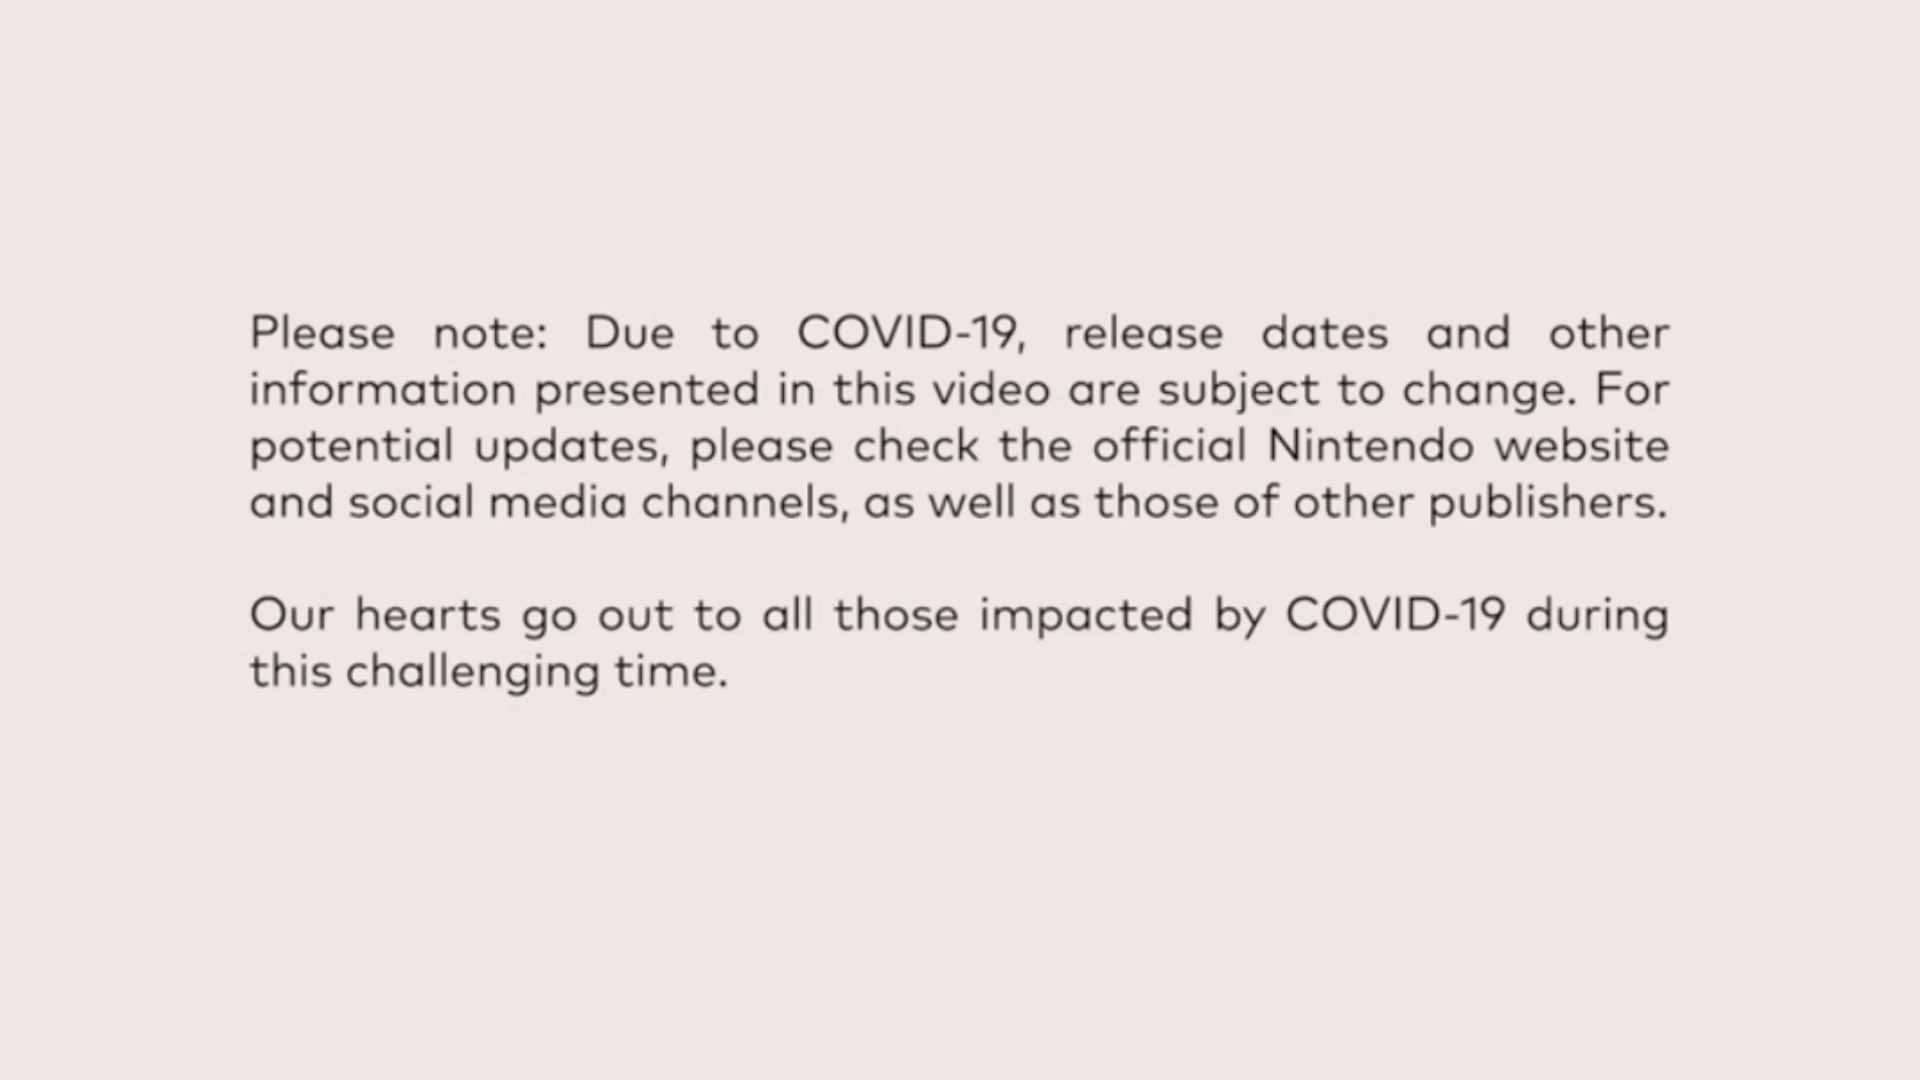 Please note: Due to COVID-19, release dates and other
information presented in this video are subject to change. For
potential updates, please check the official Nintendo website
and social media channels, as well as those of other publishers.
Our hearts go out to all those impacted by COVID-19 during
this challenging time.